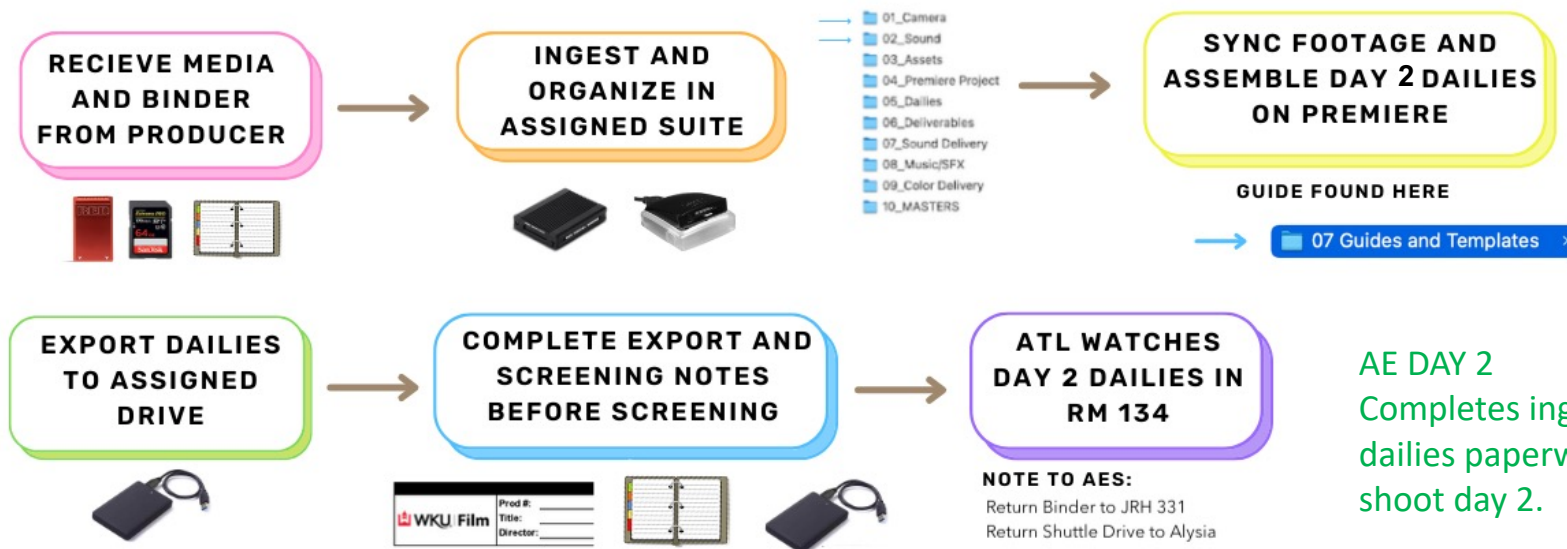 RECIEVE MEDIA
AND BINDER
FROM PRODUCER
INGEST AND
ORGANIZE IN
ASSIGNED SUITE
01_Camera
02_Sound
03_Assets
04_Premiere Project
05_Dailies
06_Deliverables
07_Sound Delivery
08_Music/SFX
09_Color Delivery
10_MASTERS
SYNC FOOTAGE AND
ASSEMBLE DAY 2 DAILIES
ON PREMIERE
GUIDE FOUND HERE
07 Guides and Templates
EXPORT DAILIES
TO ASSIGNED
DRIVE
COMPLETE EXPORT AND
SCREENING NOTES
BEFORE SCREENING
WKU Film
Prod #:
Title:
Director:
ATL WATCHES
DAY 2 DAILIES IN
RM 134
NOTE TO AES:
Return Binder to JRH 331
Return Shuttle Drive to Alysia
AE DAY 2
Completes ing
dailies paperw
shoot day 2.